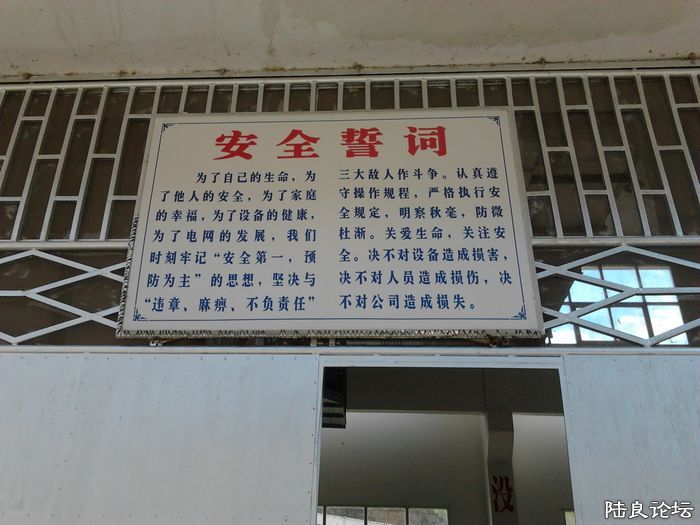 安全誓词
为了自己的生命，为
了他人的安全，为了家庭
的幸福，为了设备的健康，
为了电网的发展，我们
时刻牢记“安全第一，预
防为主”的思想，坚决与
“违章、麻痹、不负责任”
三大敌人作斗争。认真遵
守操作规程，严格执行安
全规定，明察秋毫，防微
杜渐。关爱生命，关注安
全。决不对设备造成损害，
决不对人员造成损伤，决
不对公司造成损失。
没
陆良论坛